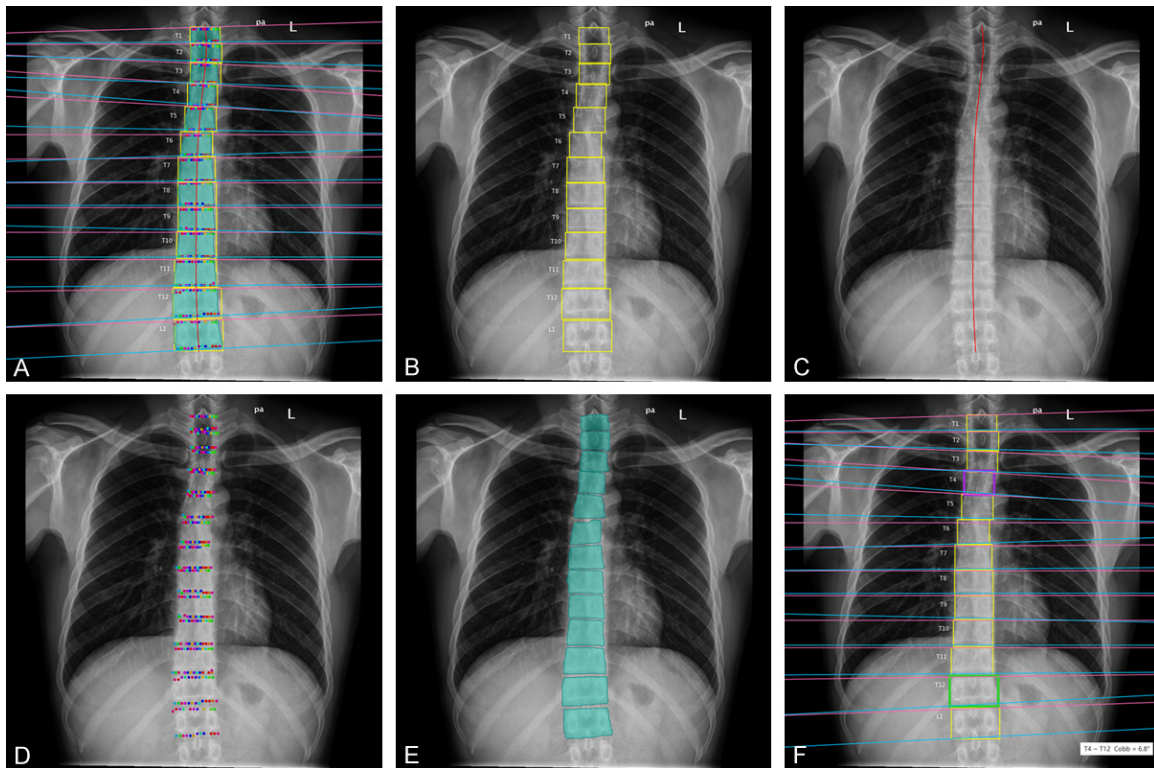 pa
L
T1
T2
T3
T4
T5
T6
T7
T8
T9
T10
T11
T12
L1
A
pa
L
T1
T2
T3
T4
T5
T6
T7
T8
T9
T10
T11
T12
L1
B
pa
L
C
pa
L
D
pa
L
E
pa
L
T1
T2
T3
T4
T5
T6
T7
T8
T9
T10
T11
T12
L1
T4 ~ T12 Cobb = 6.8°
F